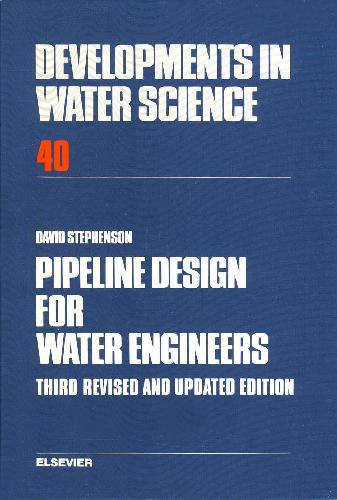 DEVELOPMENTS IN
WATER SCIENCE
40
DAVID STEPHENSON
PIPELINE DESIGN
FOR
WATER ENGINEERS
THIRD REVISED AND UPDATED EDITION
ELSEVIER